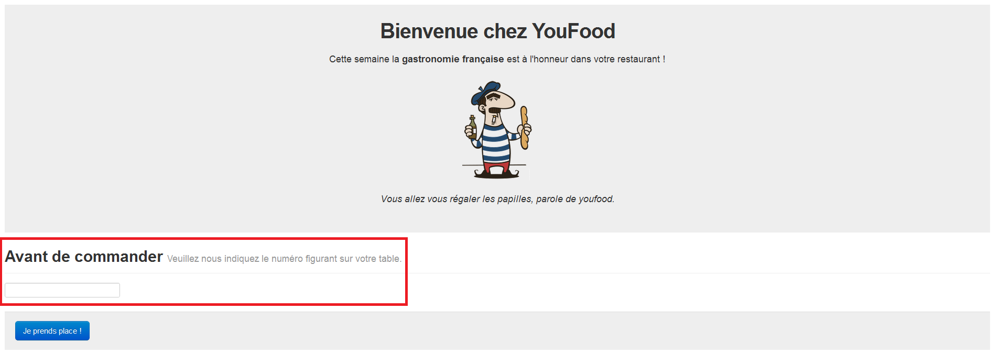 Bienvenue chez YouFood
Cette semaine la gastronomie française est à l'honneur dans votre restaurant !
Vous allez vous régaler les papilles, parole de youfood.
Avant de commander Veuillez nous indiquez le numéro figurant sur votre table.
Je prends place !